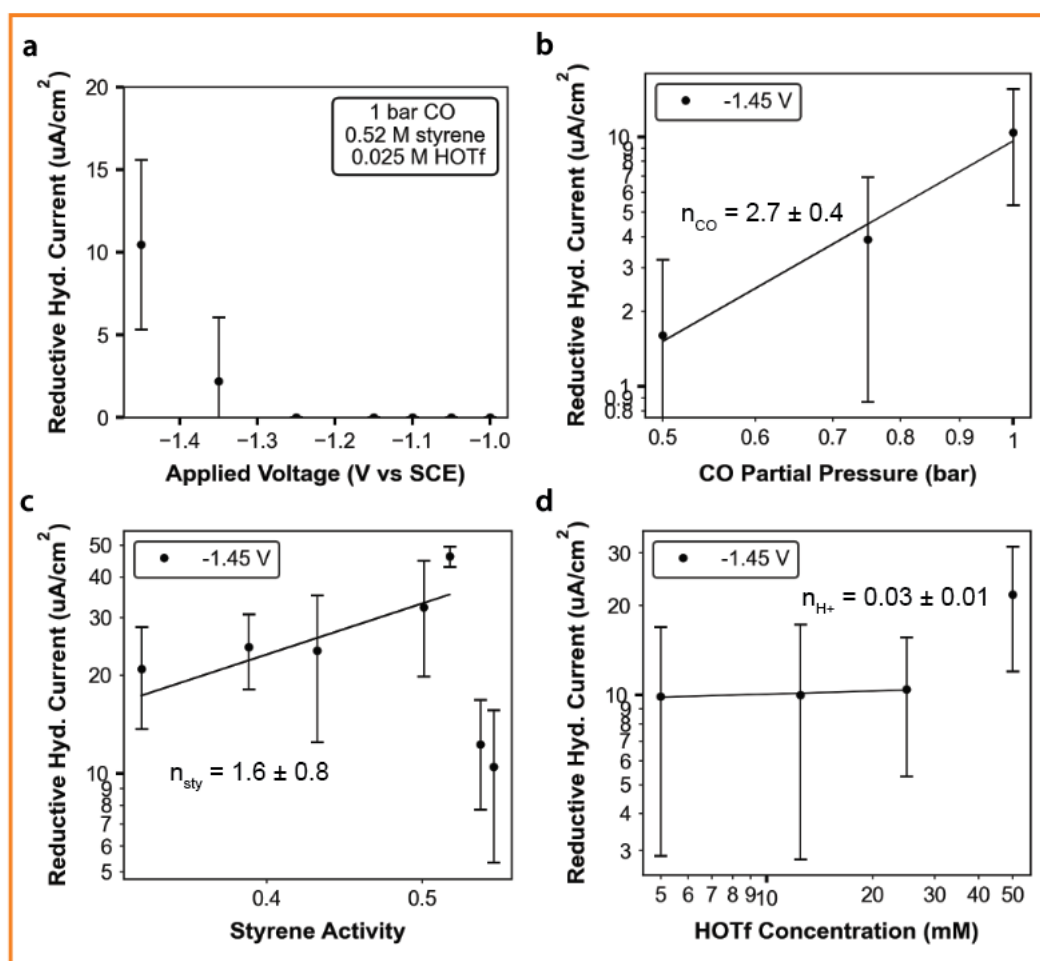 a
Reductive Hyd. Current (uA/cm²)
20
15
10
5
0
1 bar CO
0.52 M styrene
0.025 M HOTf
−1.4 −1.3 −1.2 −1.1 −1.0
Applied Voltage (V vs SCE)
b
Reductive Hyd. Current (uA/cm²)
10
9
8
7
6
5
4
3
2
1
0.9
0.8
-1.45 V
n_CO = 2.7 ± 0.4
0.5 0.6 0.7 0.8 0.9 1
CO Partial Pressure (bar)
c
Reductive Hyd. Current (uA/cm²)
50
40
30
20
10
9
8
7
6
5
-1.45 V
n_sty = 1.6 ± 0.8
0.4 0.5
Styrene Activity
d
Reductive Hyd. Current (uA/cm²)
30
20
10
9
8
7
6
5
4
3
-1.45 V
n_H+ = 0.03 ± 0.01
5 6 7 8 9 10 20 30 40 50
HOTf Concentration (mM)